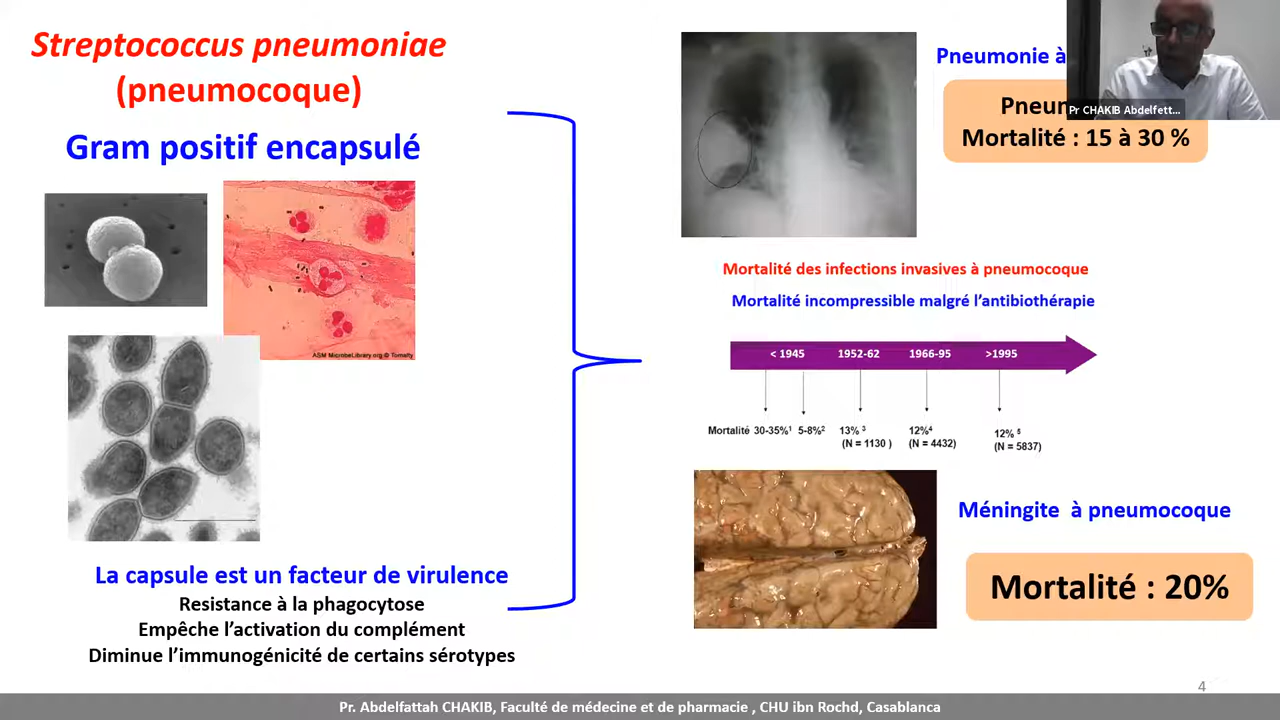 Streptococcus pneumoniae
(pneumocoque)
Gram positif encapsulé
ASM MicrobeLibrary.org © Tomalty
La capsule est un facteur de virulence
Resistance à la phagocytose
Empêche l'activation du complément
Diminue l'immunogénicité de certains sérotypes
Pneumonie à
Pneum
Mortalité : 15 à 30 %
Pr CHAKIB Abdelfett...
Mortalité des infections invasives à pneumocoque
Mortalité incompressible malgré l'antibiothérapie
< 1945 1952-62 1966-95 >1995
Mortalité 30-35%¹ 5-8%² 13% ³ 12%⁴ 12% ⁵
(N = 1130 ) (N = 4432) (N = 5837)
Méningite à pneumocoque
Mortalité : 20%
4
Pr. Abdelfattah CHAKIB, Faculté de médecine et de pharmacie , CHU ibn Rochd, Casablanca